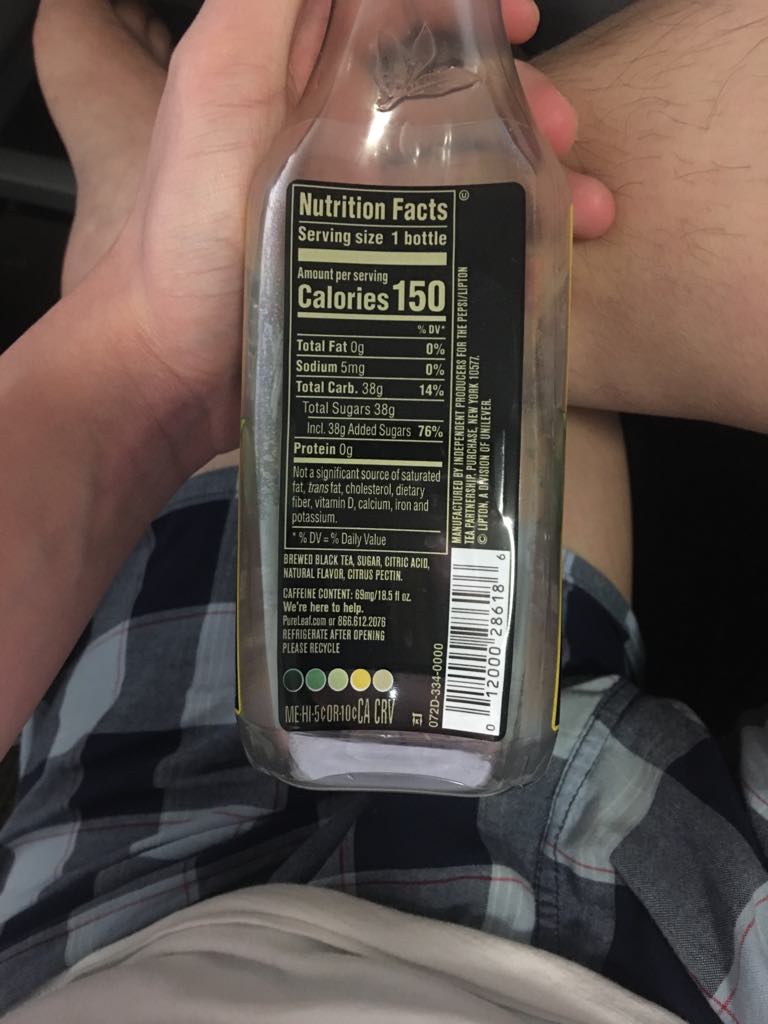 Nutrition Facts
Serving size 1 bottle
Amount per serving
Calories 150
% DV*
Total Fat 0g 0%
Sodium 5mg 0%
Total Carb. 38g 14%
Total Sugars 38g
Incl. 38g Added Sugars 76%
Protein 0g
Not a significant source of saturated
fat, trans fat, cholesterol, dietary
fiber, vitamin D, calcium, iron and
potassium.
* % DV = % Daily Value
BREWED BLACK TEA, SUGAR, CITRIC ACID,
NATURAL FLAVOR, CITRUS PECTIN.
CAFFEINE CONTENT: 69mg/18.5 fl oz.
We're here to help.
PureLeaf.com or 866.612.2076
REFRIGERATE AFTER OPENING
PLEASE RECYCLE
ME-HI-5¢OR10¢CA CRV
U
MANUFACTURED BY INDEPENDENT PRODUCERS FOR THE PEPSI/LIPTON
TEA PARTNERSHIP, PURCHASE, NEW YORK 10577.
© LIPTON, A DIVISION OF UNILEVER.
072D-334-0000
0 12000 28618 6